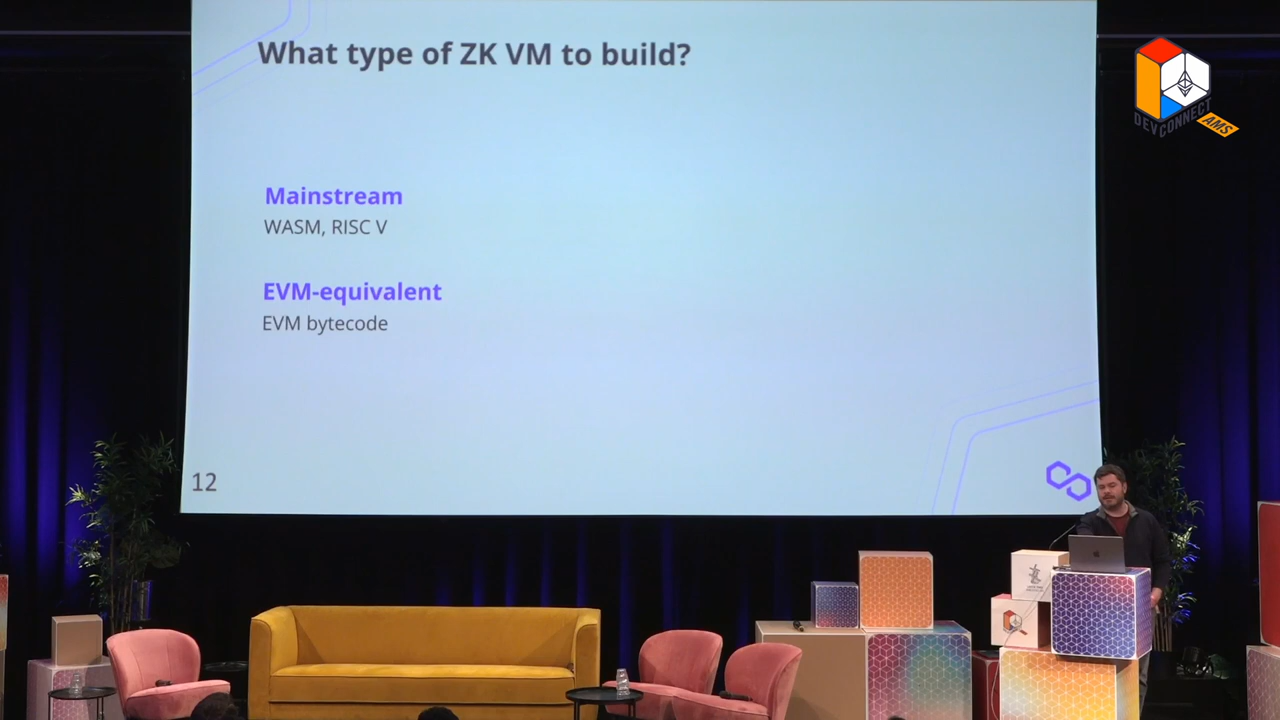 What type of ZK VM to build?
Mainstream
WASM, RISC V
EVM-equivalent
EVM bytecode
12
DEVCONNECT
AMS